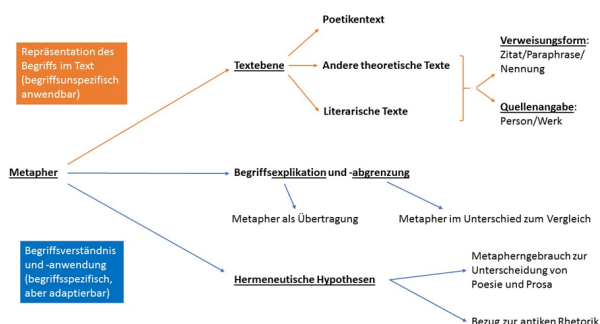 Poetikentext
Repräsentation des
Begriffs im Text
(begriffsunspezifisch
anwendbar)
Textebene
Andere theoretische Texte
Literarische Texte
Verweisungsform:
Zitat/Paraphrase/
Nennung
Quellenangabe:
Person/Werk
Metapher
Begriffsexplikation und -abgrenzung
Metapher als Übertragung
Metapher im Unterschied zum Vergleich
Begriffsverständnis
und -anwendung
(begriffsspezifisch,
aber adaptierbar)
Hermeneutische Hypothesen
Metapherngebrauch zur
Unterscheidung von
Poesie und Prosa
Bezug zur antiken Rhetorik